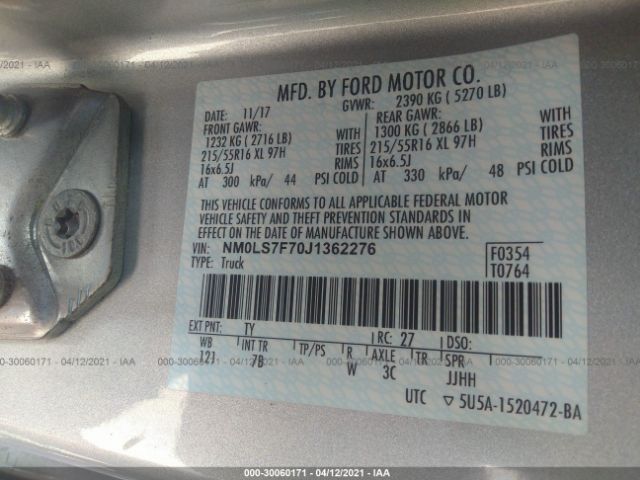 000-30060171 - 04/12/2021 - IAA
MFD. BY FORD MOTOR CO.
DATE: 11/17 GVWR: 2390 KG ( 5270 LB)
FRONT GAWR: REAR GAWR:
1232 KG ( 2716 LB) WITH 1300 KG ( 2866 LB) WITH
215/55R16 XL 97H TIRES 215/55R16 XL 97H TIRES
16x6.5J RIMS 16x6.5J RIMS
AT 300 kPa/ 44 PSI COLD AT 330 kPa/ 48 PSI COLD
THIS VEHICLE CONFORMS TO ALL APPLICABLE FEDERAL MOTOR
VEHICLE SAFETY AND THEFT PREVENTION STANDARDS IN
EFFECT ON THE DATE OF MANUFACTURE SHOWN ABOVE.
VIN: NM0LS7F70J1362276 F0354
TYPE: Truck T0764
EXT PNT: TY RC: 27 DSO:
WB INT TR TP/PS R AXLE TR SPR
121 7B W 3C JJHH
UTC ▽ 5U5A-1520472-BA
000-30060171 - 04/12/2021 - IAA